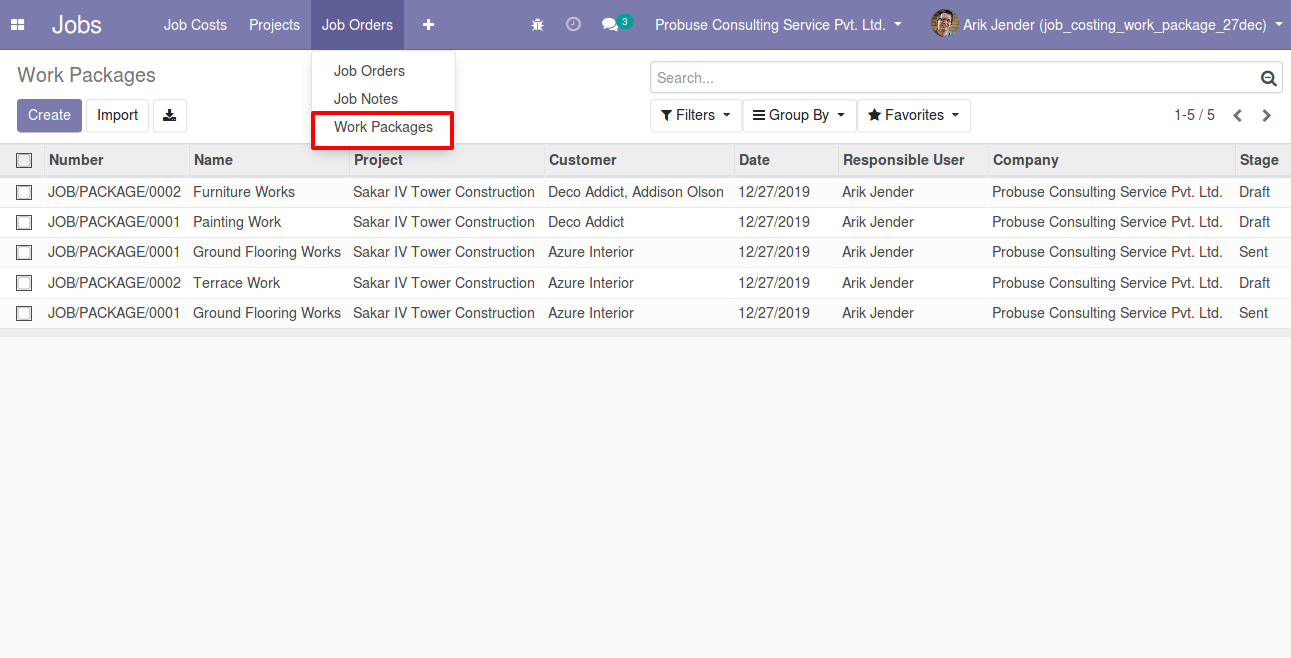 Jobs Job Costs Projects Job Orders + 3 Probuse Consulting Service Pvt. Ltd. Arik Jender (job_costing_work_package_27dec)
Work Packages
Search...
Create Import Filters Group By Favorites 1-5 / 5
Job Orders
Job Notes
Work Packages
Number Name Project Customer Date Responsible User Company Stage
JOB/PACKAGE/0002 Furniture Works Sakar IV Tower Construction Deco Addict, Addison Olson 12/27/2019 Arik Jender Probuse Consulting Service Pvt. Ltd. Draft
JOB/PACKAGE/0001 Painting Work Sakar IV Tower Construction Deco Addict 12/27/2019 Arik Jender Probuse Consulting Service Pvt. Ltd. Draft
JOB/PACKAGE/0001 Ground Flooring Works Sakar IV Tower Construction Azure Interior 12/27/2019 Arik Jender Probuse Consulting Service Pvt. Ltd. Sent
JOB/PACKAGE/0002 Terrace Work Sakar IV Tower Construction Azure Interior 12/27/2019 Arik Jender Probuse Consulting Service Pvt. Ltd. Draft
JOB/PACKAGE/0001 Ground Flooring Works Sakar IV Tower Construction Azure Interior 12/27/2019 Arik Jender Probuse Consulting Service Pvt. Ltd. Sent